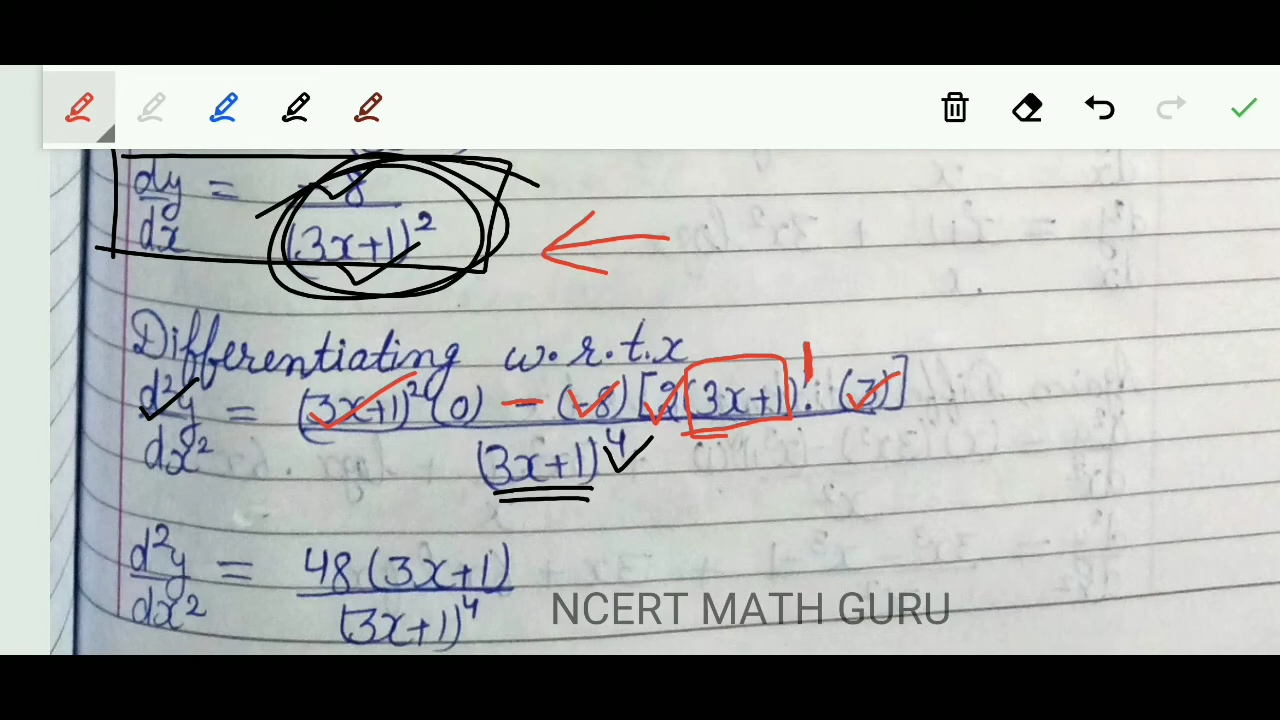 dy/dx = -8/(3x+1)²
Differentiating w.r.t.x
d²y/dx² = (3x+1)²(0) - (-8)[2(3x+1)¹.(3)]/(3x+1)⁴
d²y/dx² = 48(3x+1)/(3x+1)⁴
NCERT MATH GURU